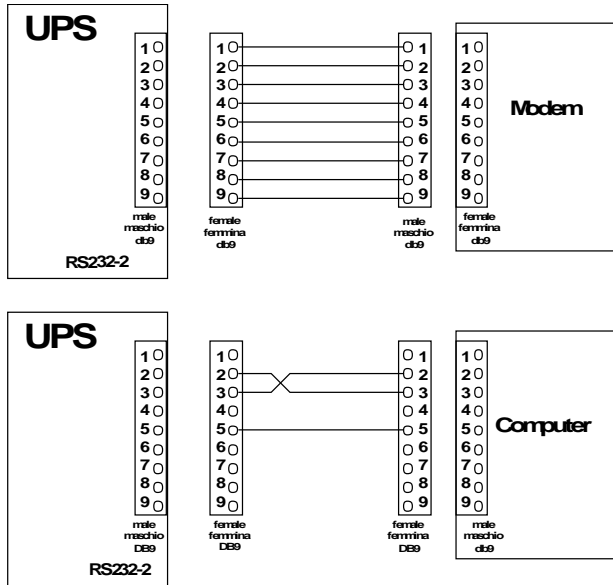 UPS
1 1 1 1
2 2 2 2
3 3 3 3
4 4 4 4
Modem
5 5 5 5
6 6 6 6
7 7 7 7
8 8 8 8
9 9 9 9
male
maschio
db9
female
femmina
db9
male
maschio
db9
female
femmina
db9
RS232-2
UPS
1 1 1 1
2 2 2 2
3 3 3 3
4 4 4 4
5 5 5 5
Computer
6 6 6 6
7 7 7 7
8 8 8 8
9 9 9 9
male
maschio
DB9
female
femmina
DB9
female
femmina
DB9
male
maschio
db9
RS232-2